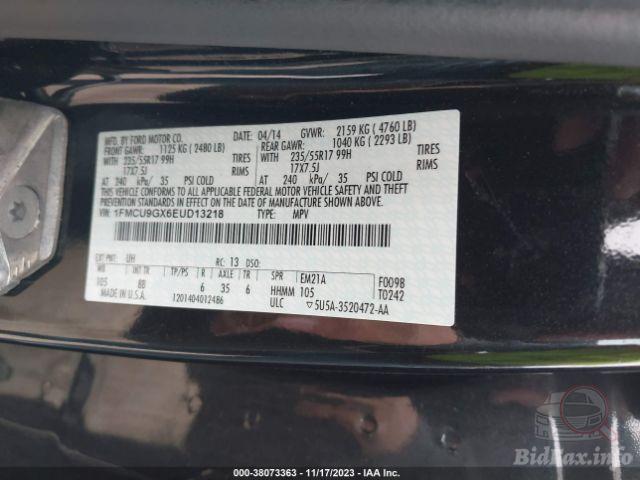 MFD. BY FORD MOTOR CO.
DATE: 04/14 GVWR: 2159 KG ( 4760 LB)
FRONT GAWR: 1125 KG ( 2480 LB) REAR GAWR: 1040 KG ( 2293 LB)
WITH WITH
235/55R17 99H TIRES 235/55R17 99H TIRES
17X7.5J RIMS 17X7.5J RIMS
AT 240 kPa/ 35 PSI COLD AT 240 kPa/ 35 PSI COLD
THIS VEHICLE CONFORMS TO ALL APPLICABLE FEDERAL MOTOR VEHICLE SAFETY, BUMPER, AND THEFT PREVENTION STANDARDS IN EFFECT ON THE DATE OF MANUFACTURE SHOWN ABOVE.
VIN: 1FMCU9GX6EUD13218 TYPE: MPV
EXT PNT: UH RC: 13 DSO:
WB INT TR TP/PS R AXLE TR SPR EM21A F0098
105 8B 6 35 6 HHMM 105 T0242
MADE IN U.S.A. 1201404012486 ULC 5U5A-3520472-AA
000-38073363 - 11/17/2023 - IAA Inc.
BidFax.info